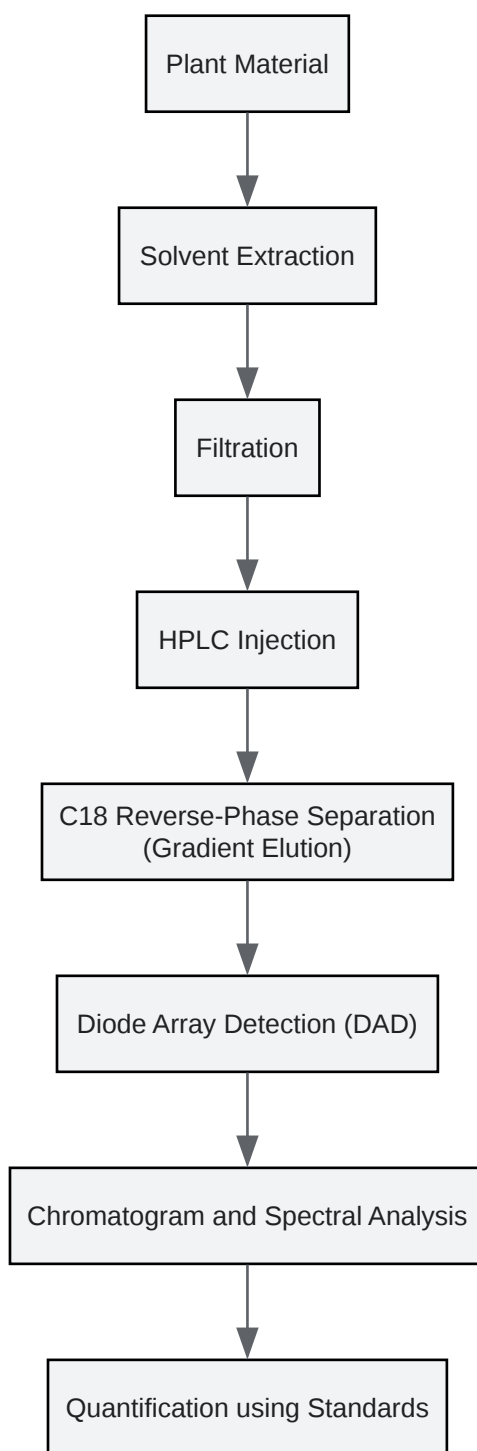 Plant Material
Solvent Extraction
Filtration
HPLC Injection
C18 Reverse-Phase Separation
(Gradient Elution)
Diode Array Detection (DAD)
Chromatogram and Spectral Analysis
Quantification using Standards